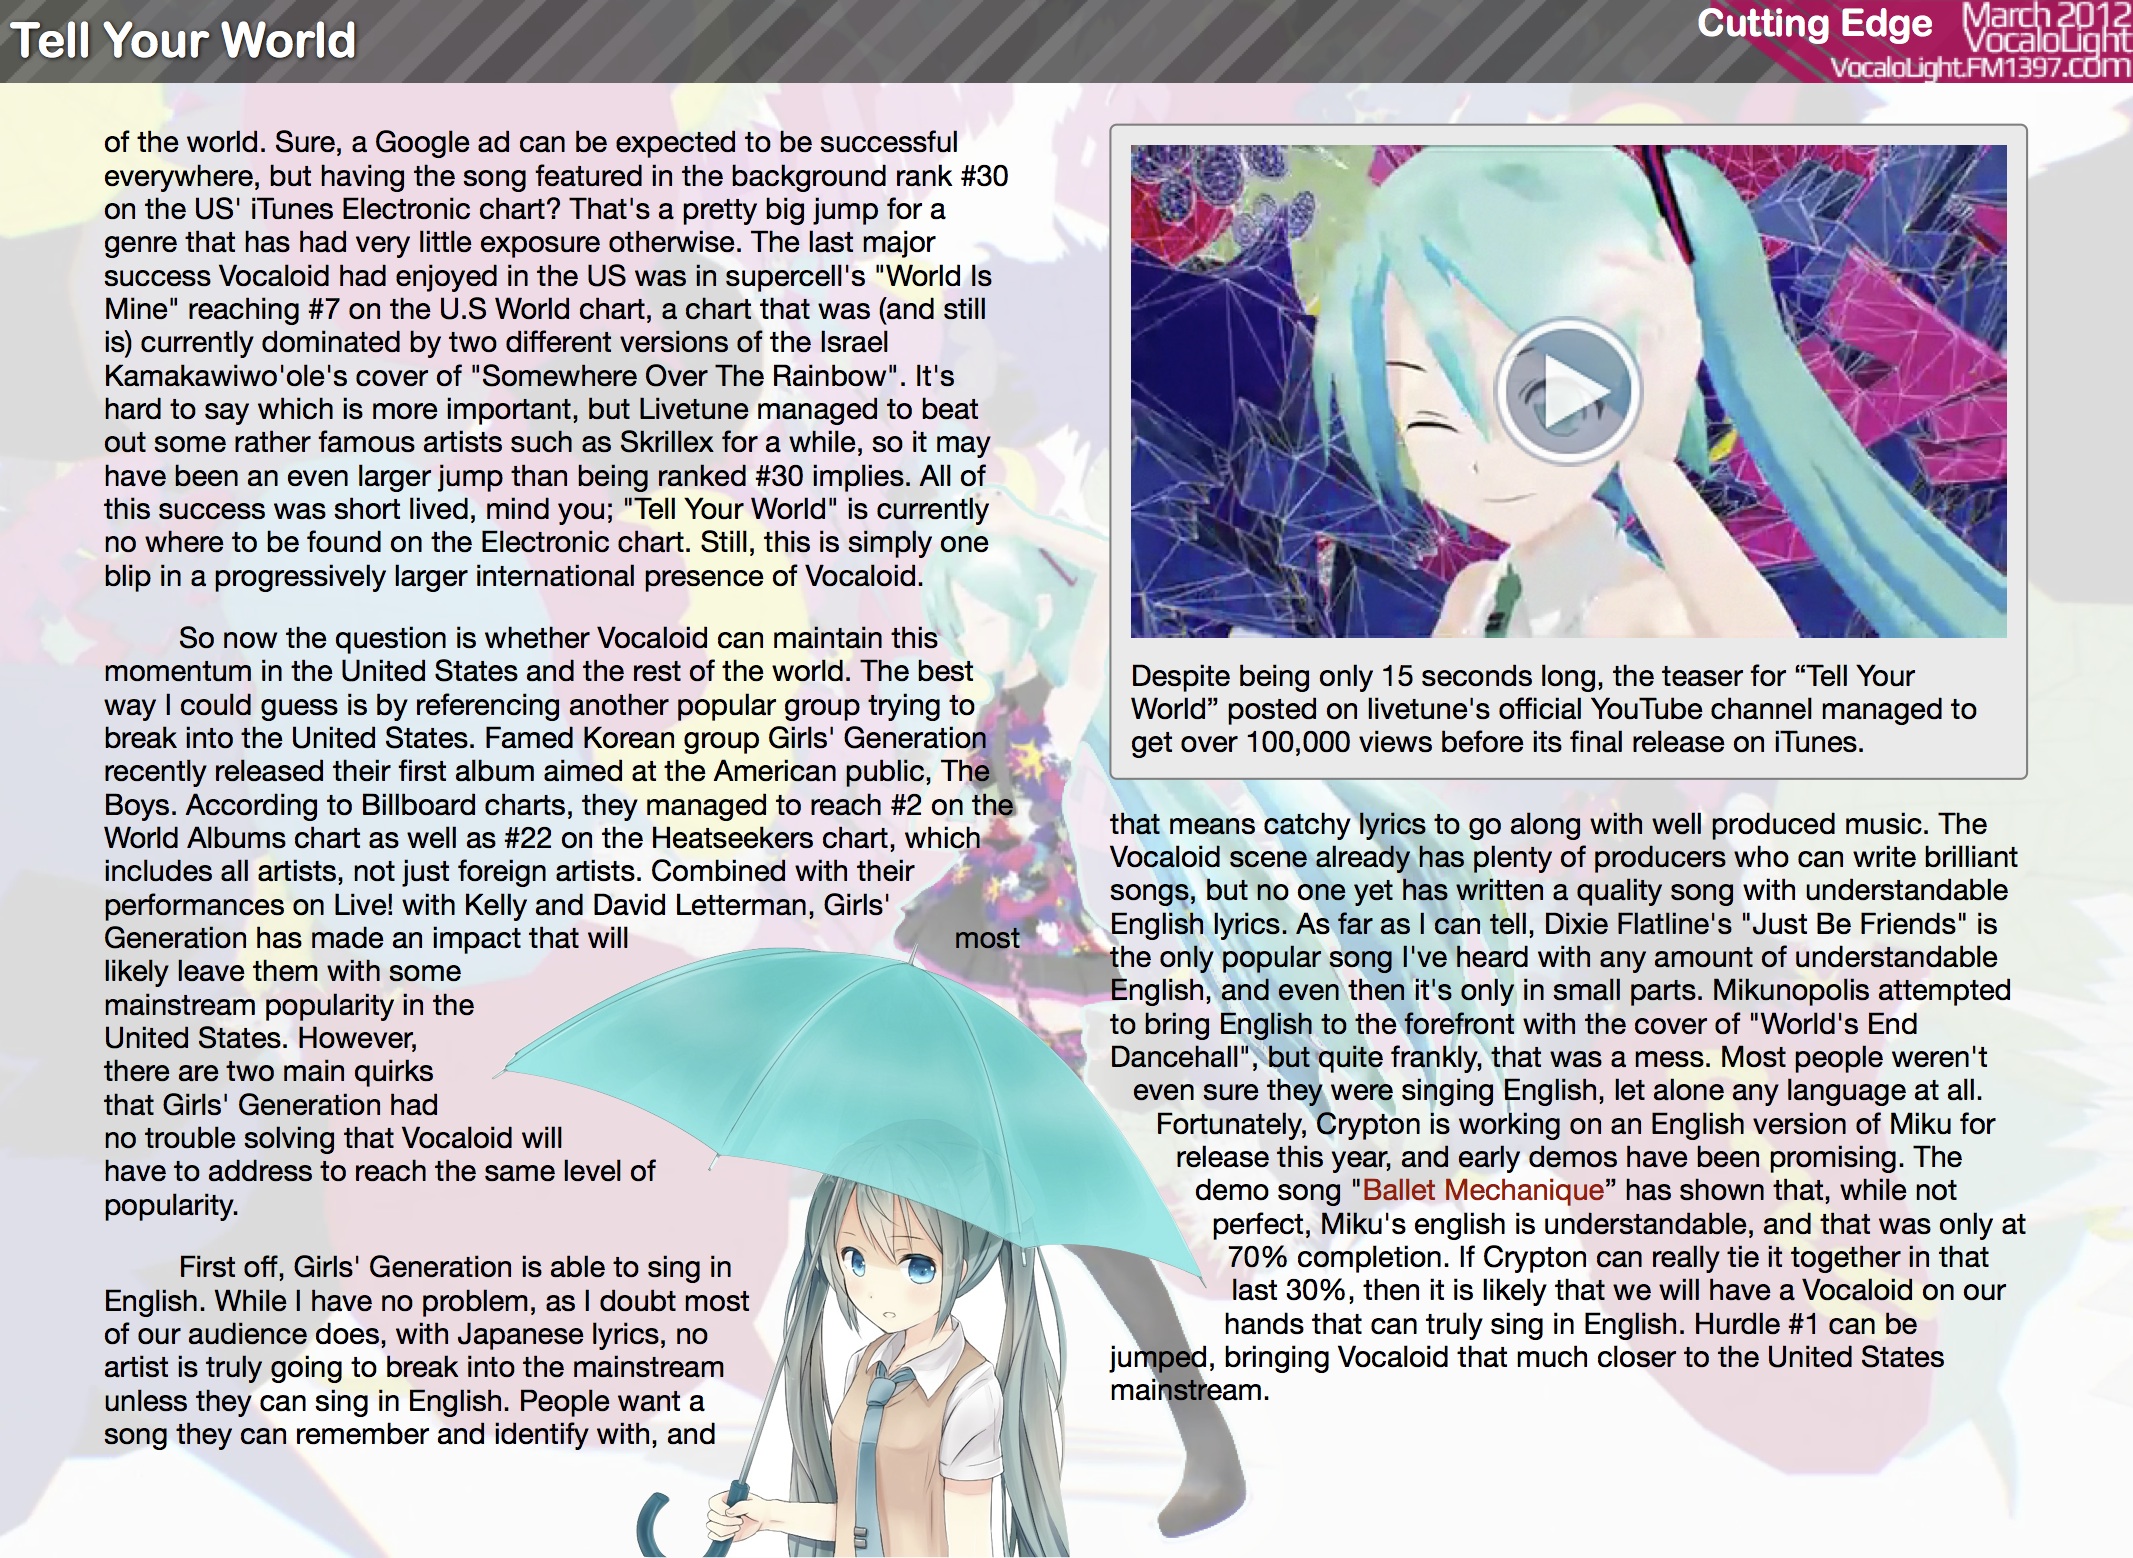 Tell Your World
Cutting Edge
March 2012
VocaloLight
VocaloLight.FM1397.com
of the world. Sure, a Google ad can be expected to be successful
everywhere, but having the song featured in the background rank #30
on the US' iTunes Electronic chart? That's a pretty big jump for a
genre that has had very little exposure otherwise. The last major
success Vocaloid had enjoyed in the US was in supercell's "World Is
Mine" reaching #7 on the U.S World chart, a chart that was (and still
is) currently dominated by two different versions of the Israel
Kamakawiwo'ole's cover of "Somewhere Over The Rainbow". It's
hard to say which is more important, but Livetune managed to beat
out some rather famous artists such as Skrillex for a while, so it may
have been an even larger jump than being ranked #30 implies. All of
this success was short lived, mind you; "Tell Your World" is currently
no where to be found on the Electronic chart. Still, this is simply one
blip in a progressively larger international presence of Vocaloid.
So now the question is whether Vocaloid can maintain this
momentum in the United States and the rest of the world. The best
way I could guess is by referencing another popular group trying to
break into the United States. Famed Korean group Girls' Generation
recently released their first album aimed at the American public, The
Boys. According to Billboard charts, they managed to reach #2 on the
World Albums chart as well as #22 on the Heatseekers chart, which
includes all artists, not just foreign artists. Combined with their
performances on Live! with Kelly and David Letterman, Girls'
Generation has made an impact that will most
likely leave them with some
mainstream popularity in the
United States. However,
there are two main quirks
that Girls' Generation had
no trouble solving that Vocaloid will
have to address to reach the same level of
popularity.
First off, Girls' Generation is able to sing in
English. While I have no problem, as I doubt most
of our audience does, with Japanese lyrics, no
artist is truly going to break into the mainstream
unless they can sing in English. People want a
song they can remember and identify with, and
Despite being only 15 seconds long, the teaser for “Tell Your
World” posted on livetune's official YouTube channel managed to
get over 100,000 views before its final release on iTunes.
that means catchy lyrics to go along with well produced music. The
Vocaloid scene already has plenty of producers who can write brilliant
songs, but no one yet has written a quality song with understandable
English lyrics. As far as I can tell, Dixie Flatline's "Just Be Friends" is
the only popular song I've heard with any amount of understandable
English, and even then it's only in small parts. Mikunopolis attempted
to bring English to the forefront with the cover of "World's End
Dancehall", but quite frankly, that was a mess. Most people weren't
even sure they were singing English, let alone any language at all.
Fortunately, Crypton is working on an English version of Miku for
release this year, and early demos have been promising. The
demo song "Ballet Mechanique” has shown that, while not
perfect, Miku's english is understandable, and that was only at
70% completion. If Crypton can really tie it together in that
last 30%, then it is likely that we will have a Vocaloid on our
hands that can truly sing in English. Hurdle #1 can be
jumped, bringing Vocaloid that much closer to the United States
mainstream.